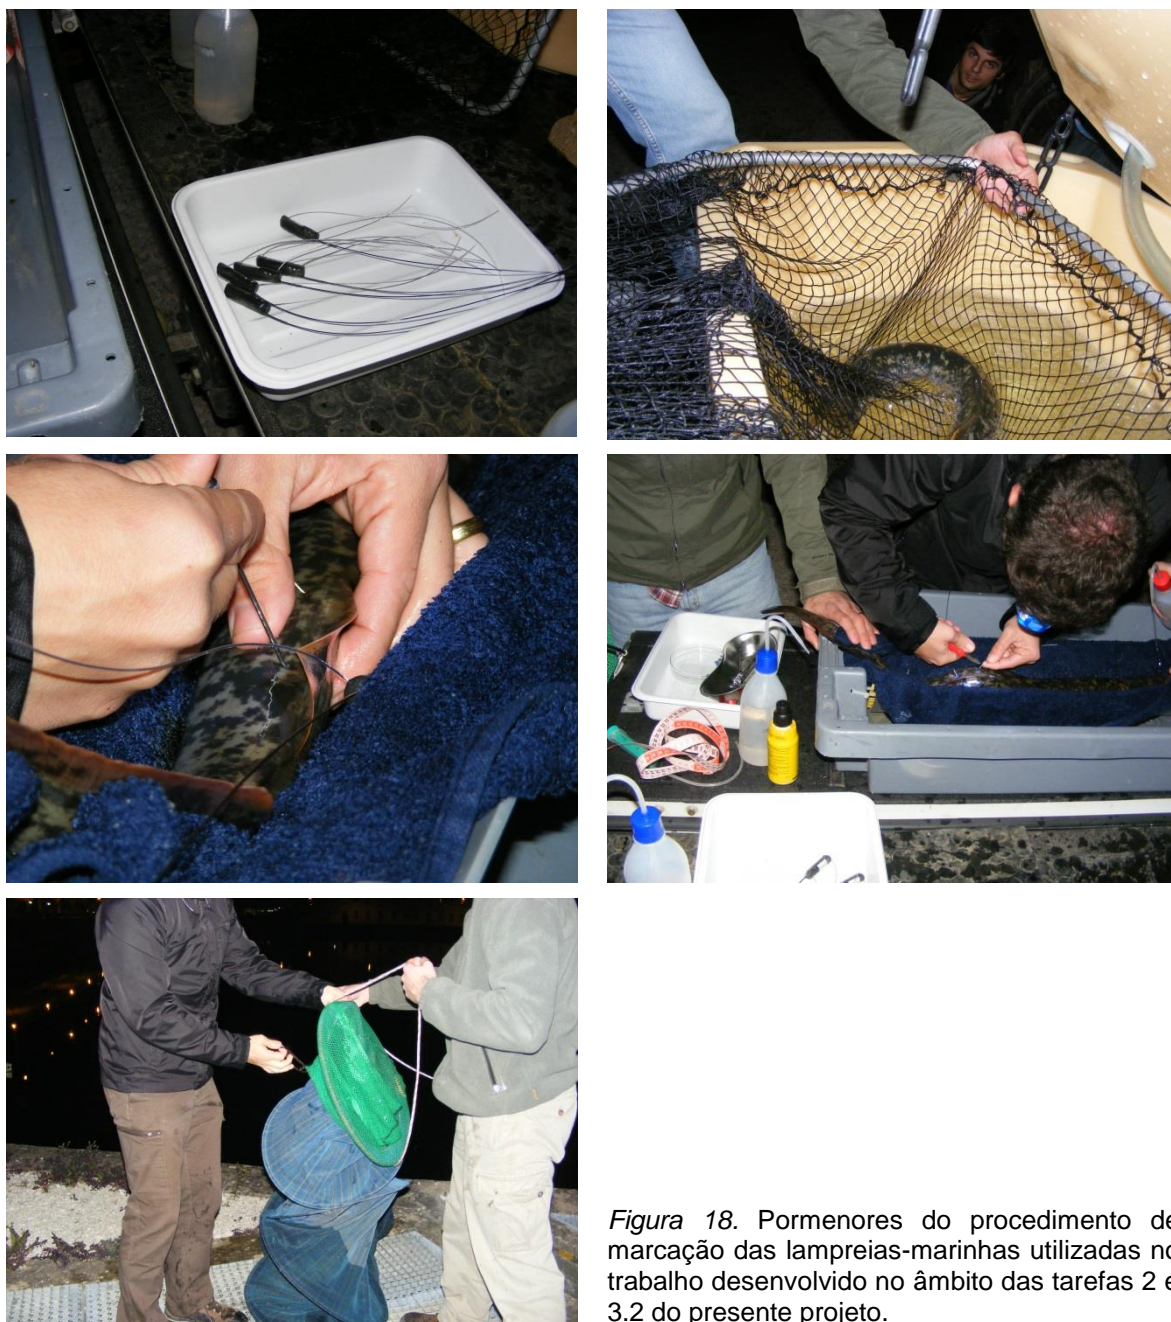 Figura 18. Pormenores do procedimento de
marcação das lampreias-marinhas utilizadas no
trabalho desenvolvido no âmbito das tarefas 2 e
3.2 do presente projeto.